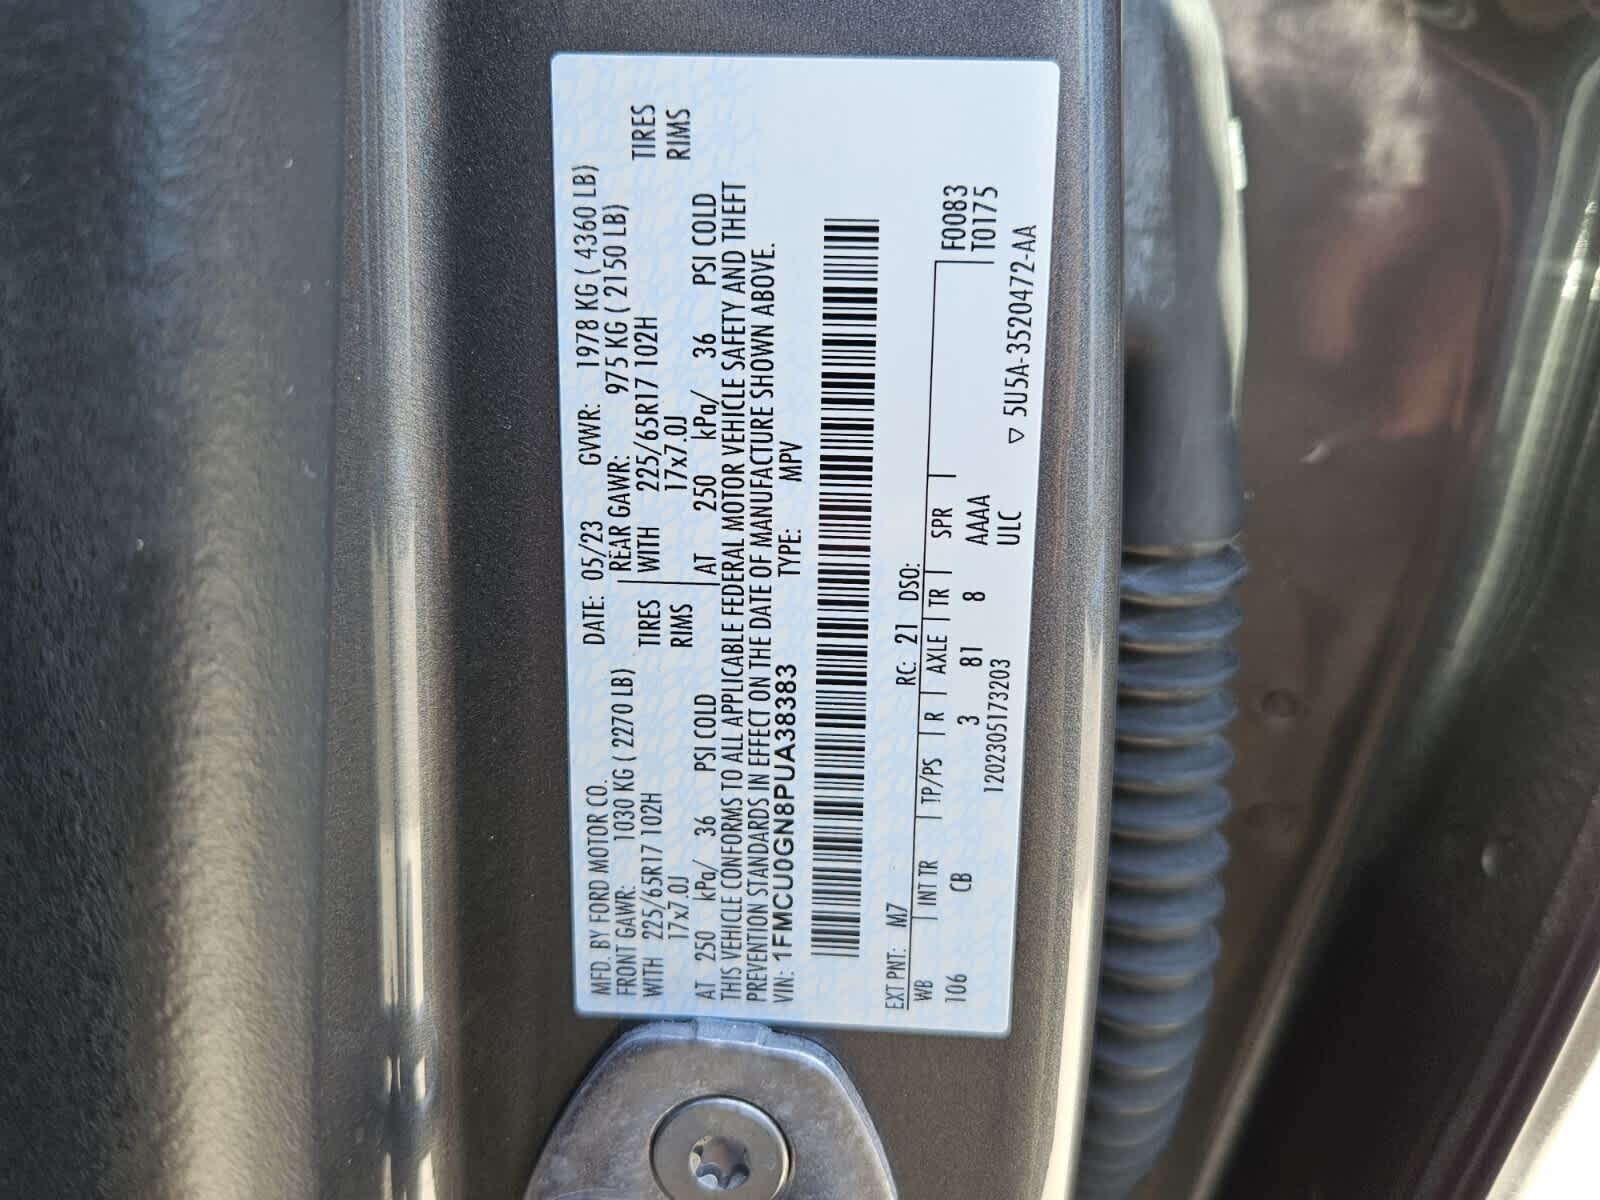 MFD. BY FORD MOTOR CO. DATE: 05/23 GVWR: 1978 KG ( 4360 LB)
FRONT GAWR: 1030 KG ( 2270 LB) REAR GAWR: 975 KG ( 2150 LB)
WITH 225/65R17 102H TIRES WITH 225/65R17 102H TIRES
17x7.0J RIMS 17x7.0J RIMS
AT 250 kPa/ 36 PSI COLD AT 250 kPa/ 36 PSI COLD
THIS VEHICLE CONFORMS TO ALL APPLICABLE FEDERAL MOTOR VEHICLE SAFETY AND THEFT
PREVENTION STANDARDS IN EFFECT ON THE DATE OF MANUFACTURE SHOWN ABOVE.
VIN: 1FMCU0GN8PUA38383 TYPE: MPV
EXT PNT: M7 RC: 21 DSO:
WB INT TR TP/PS R AXLE TR SPR F0083
106 CB 3 81 8 AAAA T0175
1202305173203 ULC ▽ 5U5A-3520472-AA